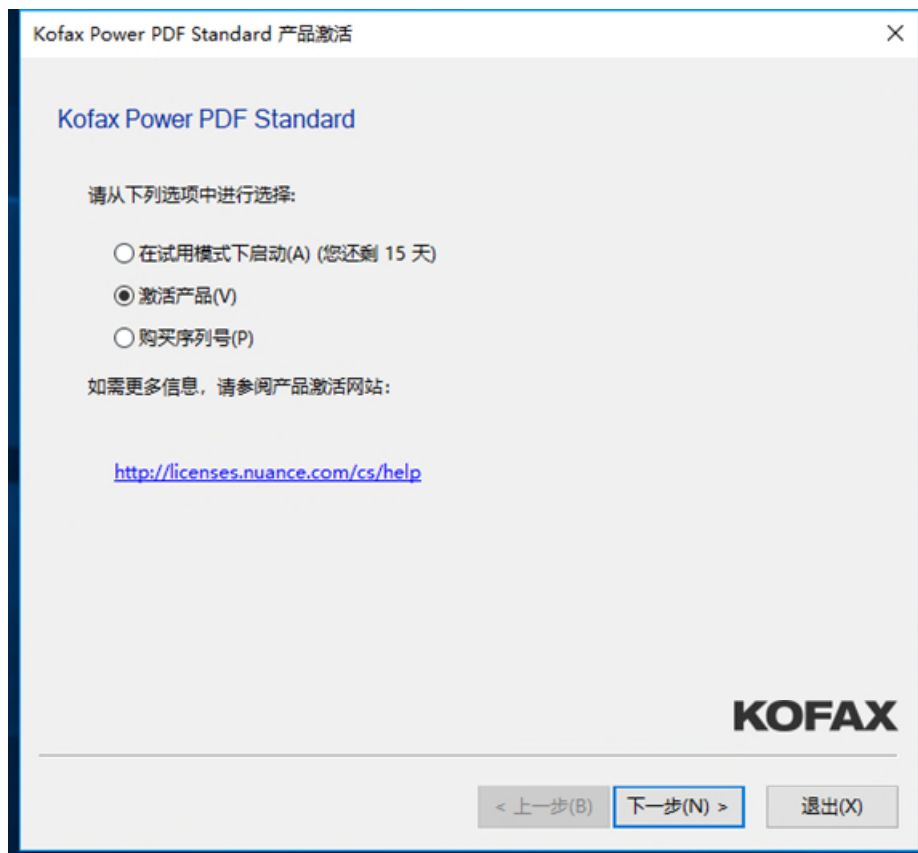 Kofax Power PDF Standard 产品激活
Kofax Power PDF Standard
请从下列选项中进行选择:
在试用模式下启动(A) (您还剩 15 天)
激活产品(V)
购买序列号(P)
如需更多信息，请参阅产品激活网站:
http://licenses.nuance.com/cs/help
KOFAX
< 上一步(B) 下一步(N) > 退出(X)